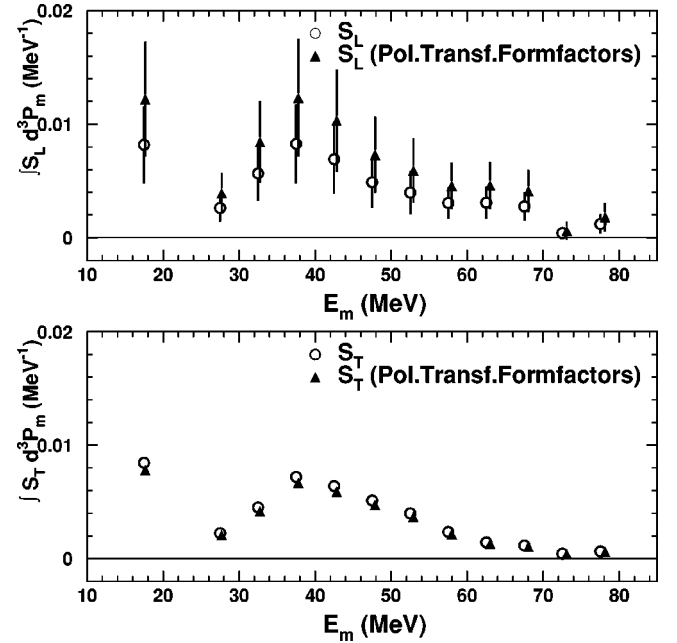 0.02
0.01
0
∫S_L d³P_m (MeV⁻¹)
○ S_L
▲ S_L (Pol.Transf.Formfactors)
10 20 30 40 50 60 70 80
E_m (MeV)
0.02
0.01
0
∫ S_T d³P_m (MeV⁻¹)
○ S_T
▲ S_T (Pol.Transf.Formfactors)
10 20 30 40 50 60 70 80
E_m (MeV)